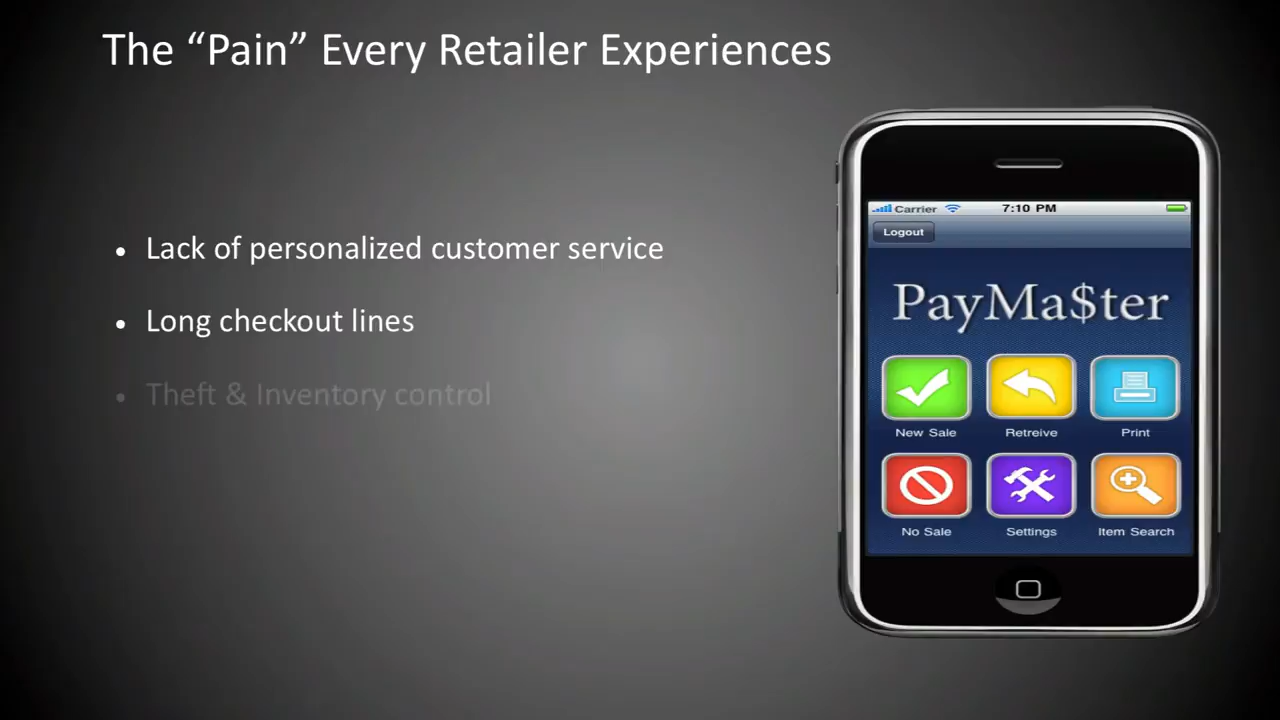 The “Pain” Every Retailer Experiences
• Lack of personalized customer service
• Long checkout lines
• Theft & Inventory control
Carrier 7:10 PM
Logout
PayMa$ter
New Sale Retreive Print
No Sale Settings Item Search